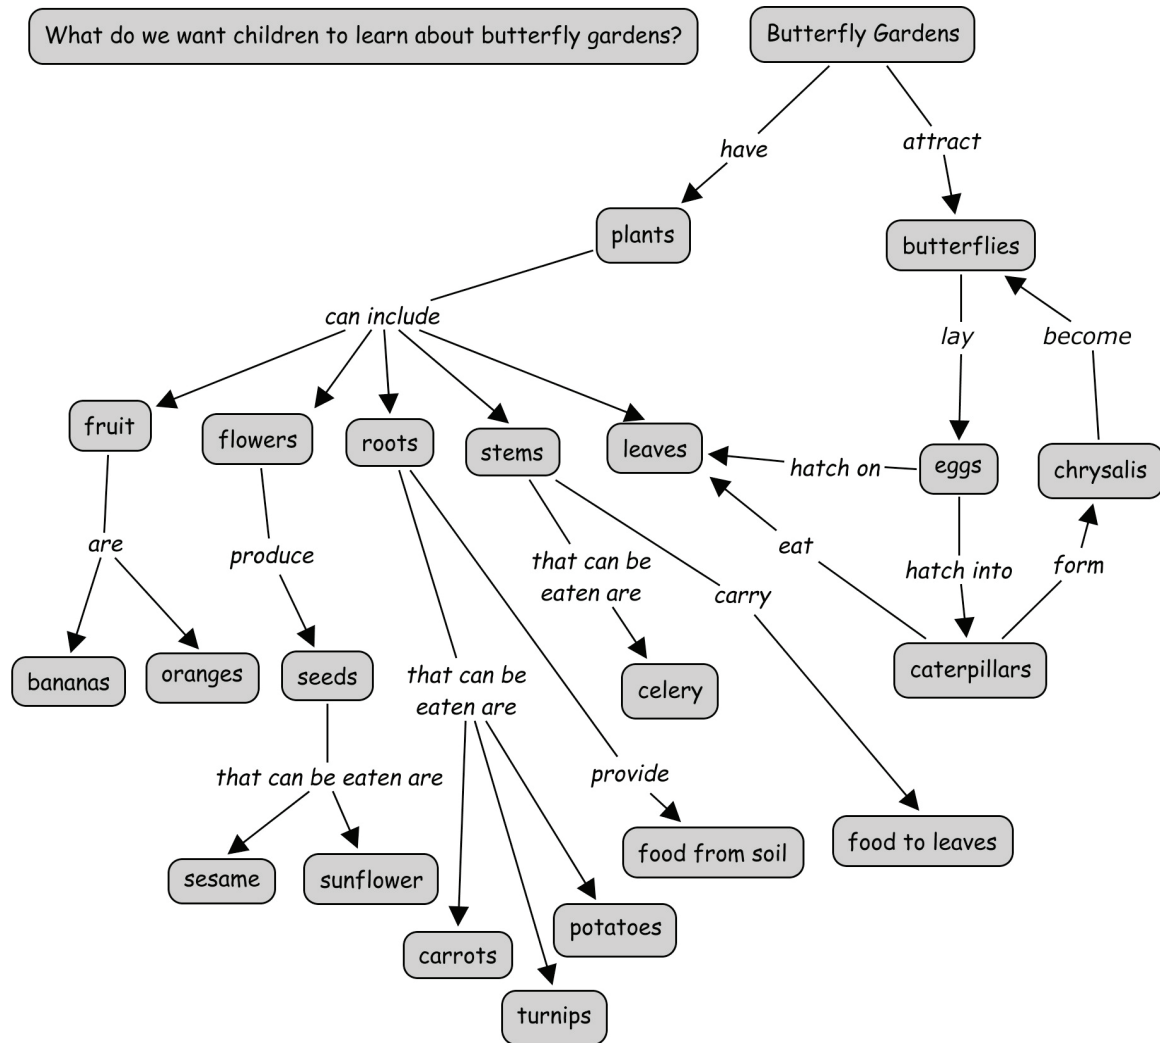 What do we want children to learn about butterfly gardens?
Butterfly Gardens
have
attract
plants
butterflies
can include
lay
become
fruit
flowers
roots
stems
leaves
hatch on
eggs
chrysalis
are
produce
that can be
eaten are
eat
carry
hatch into
form
bananas
oranges
seeds
that can be
eaten are
celery
caterpillars
that can be eaten are
provide
food from soil
food to leaves
sesame
sunflower
carrots
potatoes
turnips